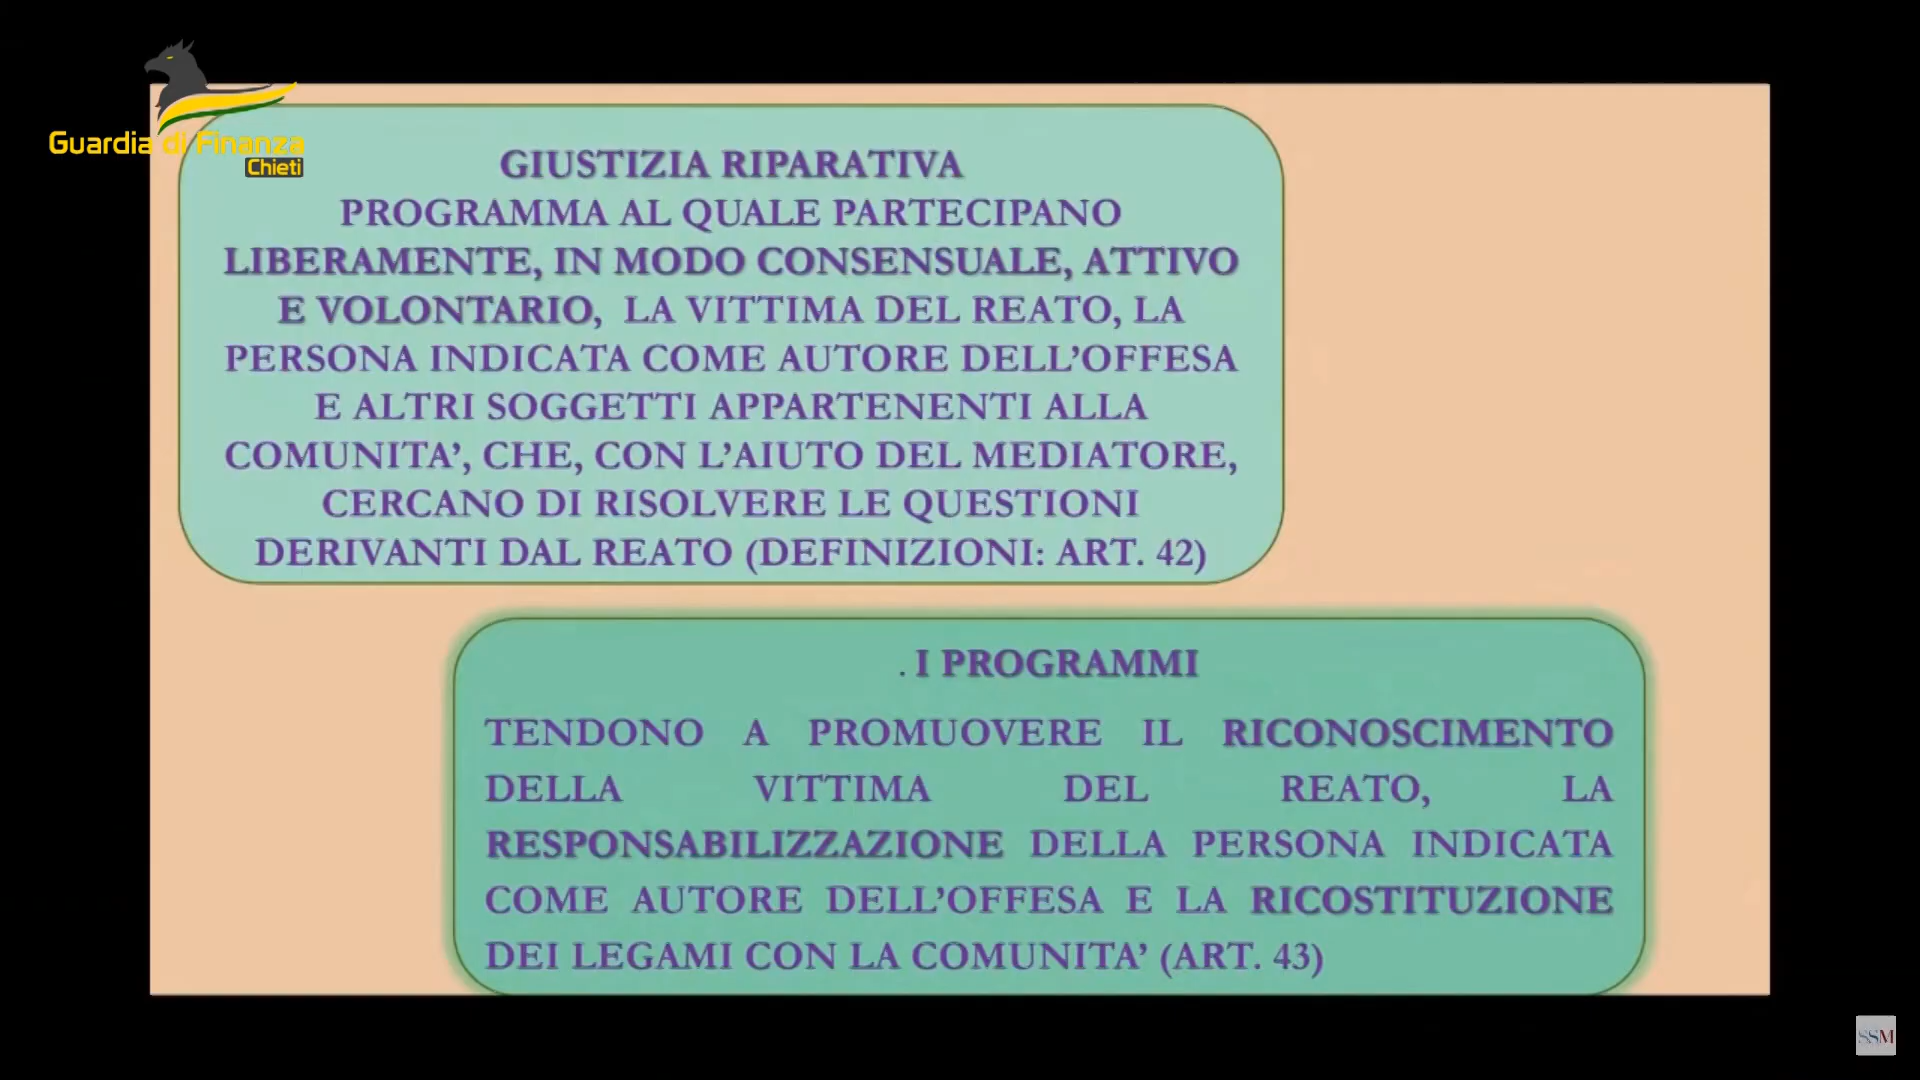 Guardia di Finanza
Chieti
GIUSTIZIA RIPARATIVA
PROGRAMMA AL QUALE PARTECIPANO
LIBERAMENTE, IN MODO CONSENSUALE, ATTIVO
E VOLONTARIO, LA VITTIMA DEL REATO, LA
PERSONA INDICATA COME AUTORE DELL’OFFESA
E ALTRI SOGGETTI APPARTENENTI ALLA
COMUNITA’, CHE, CON L’AIUTO DEL MEDIATORE,
CERCANO DI RISOLVERE LE QUESTIONI
DERIVANTI DAL REATO (DEFINIZIONI: ART. 42)
. I PROGRAMMI
TENDONO A PROMUOVERE IL RICONOSCIMENTO
DELLA VITTIMA DEL REATO, LA
RESPONSABILIZZAZIONE DELLA PERSONA INDICATA
COME AUTORE DELL’OFFESA E LA RICOSTITUZIONE
DEI LEGAMI CON LA COMUNITA’ (ART. 43)
SSM